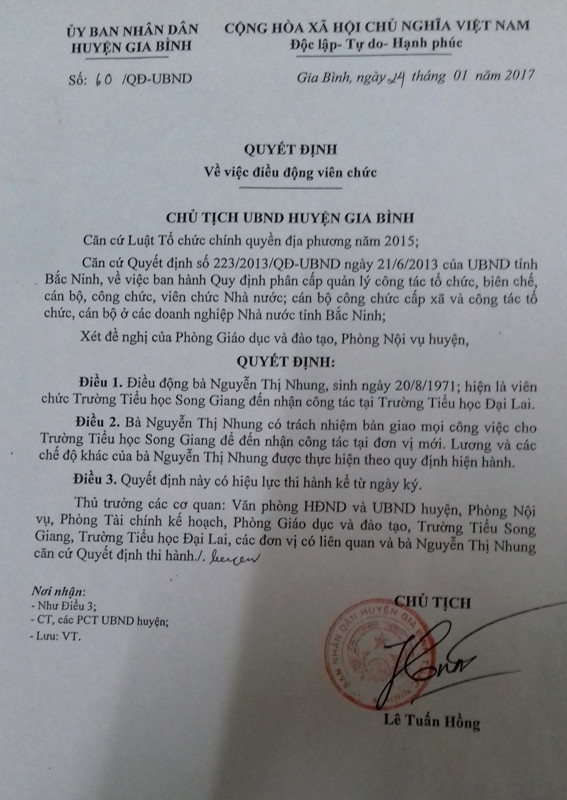 ỦY BAN NHÂN DÂN
HUYỆN GIA BÌNH
CỘNG HÒA XÃ HỘI CHỦ NGHĨA VIỆT NAM
Độc lập- Tự do- Hạnh phúc
Số: 60 /QĐ-UBND
Gia Bình, ngày 24 tháng 01 năm 2017
QUYẾT ĐỊNH
Về việc điều động viên chức
CHỦ TỊCH UBND HUYỆN GIA BÌNH
Căn cứ Luật Tổ chức chính quyền địa phương năm 2015;
Căn cứ Quyết định số 223/2013/QĐ-UBND ngày 21/6/2013 của UBND tỉnh
Bắc Ninh, về việc ban hành Quy định phân cấp quản lý công tác tổ chức, biên chế,
cán bộ, công chức, viên chức Nhà nước; cán bộ công chức cấp xã và công tác tổ
chức, cán bộ ở các doanh nghiệp Nhà nước tỉnh Bắc Ninh;
Xét đề nghị của Phòng Giáo dục và đào tạo, Phòng Nội vụ huyện,
QUYẾT ĐỊNH:
Điều 1. Điều động bà Nguyễn Thị Nhung, sinh ngày 20/8/1971; hiện là viên
chức Trường Tiểu học Song Giang đến nhận công tác tại Trường Tiểu học Đại Lai.
Điều 2. Bà Nguyễn Thị Nhung có trách nhiệm bàn giao mọi công việc cho
Trường Tiểu học Song Giang để đến nhận công tác tại đơn vị mới. Lương và các
chế độ khác của bà Nguyễn Thị Nhung được thực hiện theo quy định hiện hành.
Điều 3. Quyết định này có hiệu lực thi hành kể từ ngày ký.
Thủ trưởng các cơ quan: Văn phòng HĐND và UBND huyện, Phòng Nội
vụ, Phòng Tài chính kế hoạch, Phòng Giáo dục và đào tạo, Trường Tiểu Song
Giang, Trường Tiểu học Đại Lai, các đơn vị có liên quan và bà Nguyễn Thị Nhung
căn cứ Quyết định thi hành./.
Nơi nhận:
- Như Điều 3;
- CT, các PCT UBND huyện;
- Lưu: VT.
CHỦ TỊCH
BAN NHÂN DÂN HUYỆN GIA
Lê Tuấn Hồng